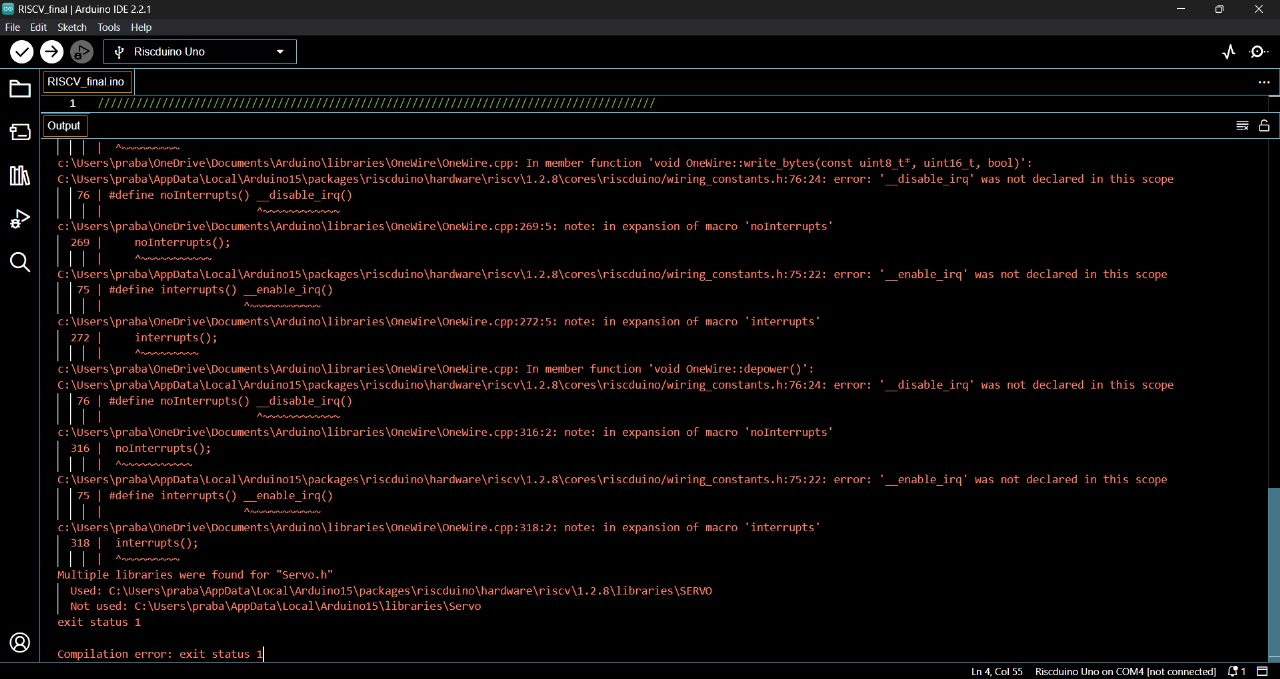 RISCV_final | Arduino IDE 2.2.1
File Edit Sketch Tools Help
Riscduino Uno
RISCV_final.ino
1 //////////////////////////////////////////////////////////////////////////////////////
Output
^~~~~~~~~~
c:\Users\praba\OneDrive\Documents\Arduino\libraries\OneWire\OneWire.cpp: In member function 'void OneWire::write_bytes(const uint8_t*, uint16_t, bool)':
C:\Users\praba\AppData\Local\Arduino15\packages\riscduino\hardware\riscv\1.2.8\cores\riscduino/wiring_constants.h:76:24: error: '__disable_irq' was not declared in this scope
76 | #define noInterrupts() __disable_irq()
| ^~~~~~~~~~~~~
c:\Users\praba\OneDrive\Documents\Arduino\libraries\OneWire\OneWire.cpp:269:5: note: in expansion of macro 'noInterrupts'
269 | noInterrupts();
| ^~~~~~~~~~~~
C:\Users\praba\AppData\Local\Arduino15\packages\riscduino\hardware\riscv\1.2.8\cores\riscduino/wiring_constants.h:75:22: error: '__enable_irq' was not declared in this scope
75 | #define interrupts() __enable_irq()
| ^~~~~~~~~~~~
c:\Users\praba\OneDrive\Documents\Arduino\libraries\OneWire\OneWire.cpp:272:5: note: in expansion of macro 'interrupts'
272 | interrupts();
| ^~~~~~~~~~
c:\Users\praba\OneDrive\Documents\Arduino\libraries\OneWire\OneWire.cpp: In member function 'void OneWire::depower()':
C:\Users\praba\AppData\Local\Arduino15\packages\riscduino\hardware\riscv\1.2.8\cores\riscduino/wiring_constants.h:76:24: error: '__disable_irq' was not declared in this scope
76 | #define noInterrupts() __disable_irq()
| ^~~~~~~~~~~~~
c:\Users\praba\OneDrive\Documents\Arduino\libraries\OneWire\OneWire.cpp:316:2: note: in expansion of macro 'noInterrupts'
316 | noInterrupts();
| ^~~~~~~~~~~~
C:\Users\praba\AppData\Local\Arduino15\packages\riscduino\hardware\riscv\1.2.8\cores\riscduino/wiring_constants.h:75:22: error: '__enable_irq' was not declared in this scope
75 | #define interrupts() __enable_irq()
| ^~~~~~~~~~~~
c:\Users\praba\OneDrive\Documents\Arduino\libraries\OneWire\OneWire.cpp:318:2: note: in expansion of macro 'interrupts'
318 | interrupts();
| ^~~~~~~~~~
Multiple libraries were found for "Servo.h"
Used: C:\Users\praba\AppData\Local\Arduino15\packages\riscduino\hardware\riscv\1.2.8\libraries\SERVO
Not used: C:\Users\praba\AppData\Local\Arduino15\libraries\Servo
exit status 1
Compilation error: exit status 1
Ln 4, Col 55 Riscduino Uno on COM4 [not connected] 1